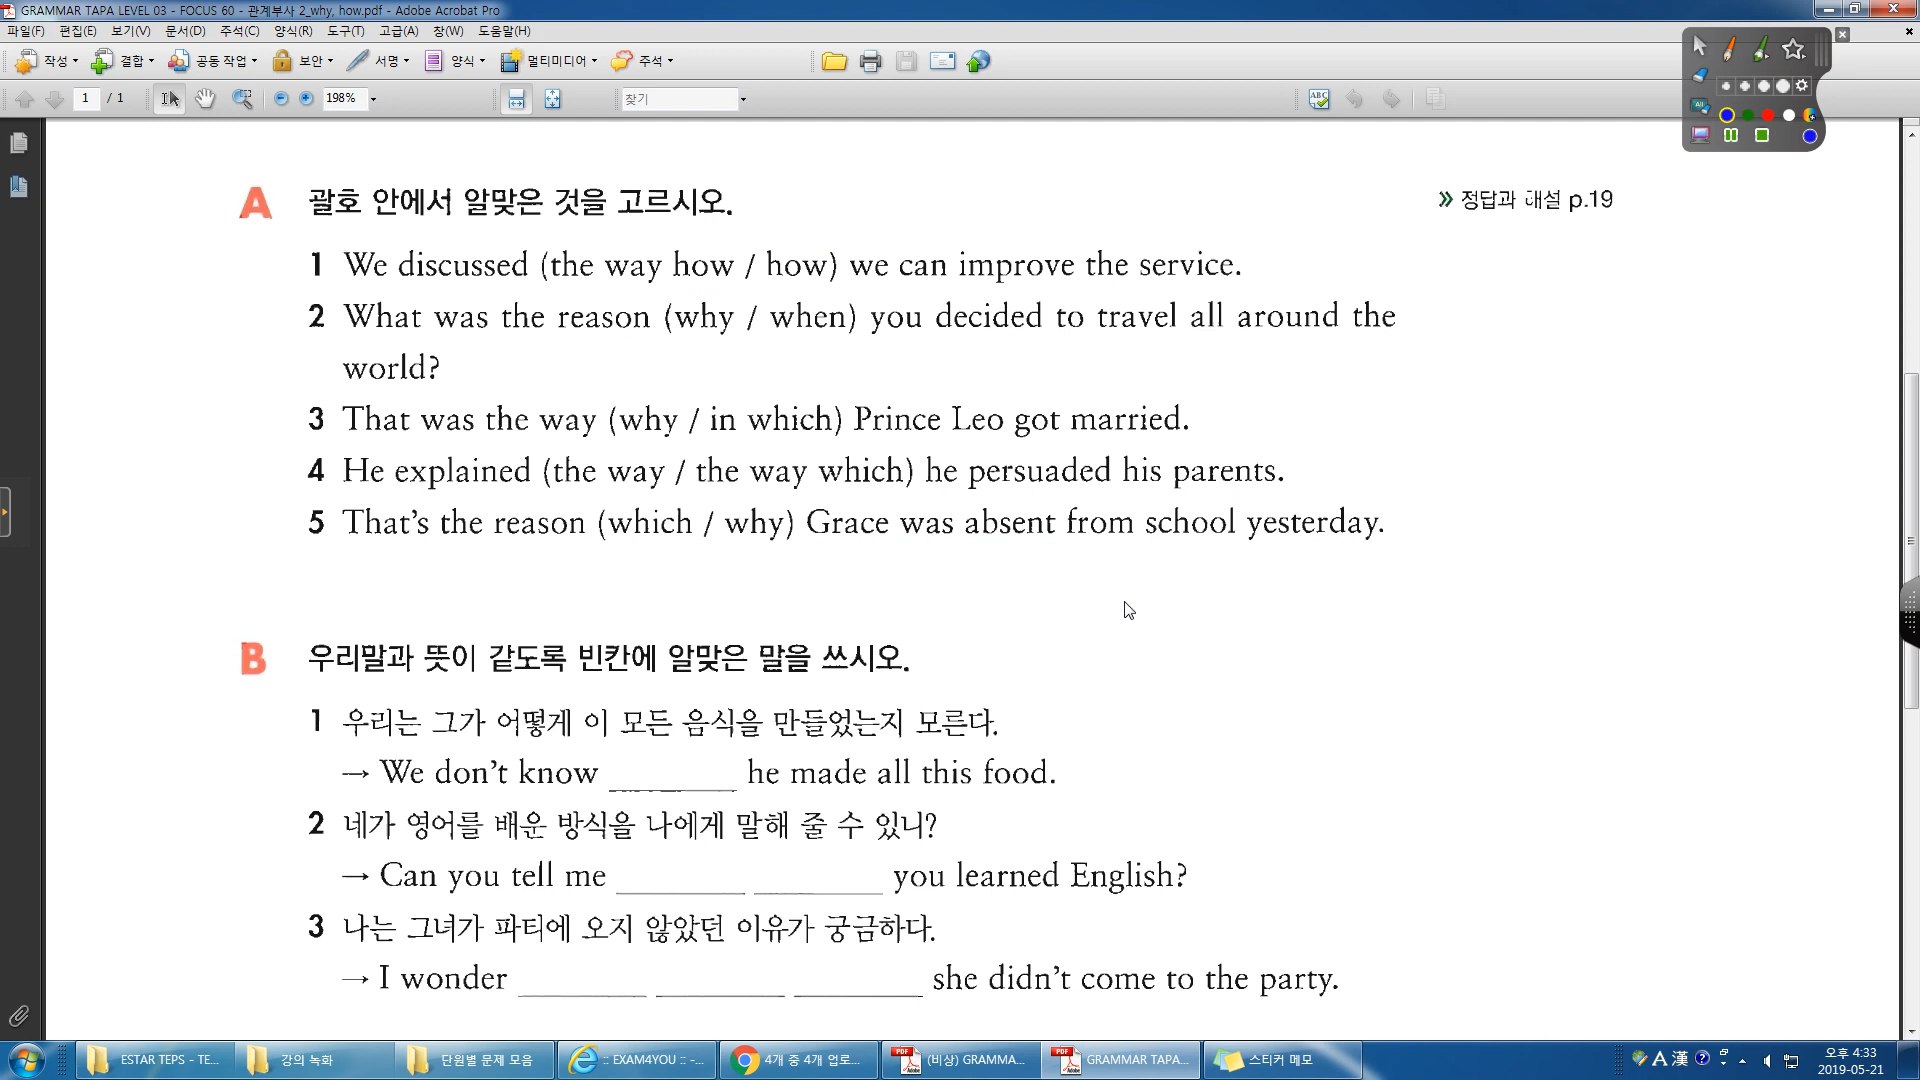 GRAMMAR TAPA LEVEL 03 - FOCUS 60 - 관계부사 2_why, how.pdf - Adobe Acrobat Pro
파일(F) 편집(E) 보기(V) 문서(D) 주석(C) 양식(R) 도구(T) 고급(A) 창(W) 도움말(H)
작성 결합 공동 작업 보안 서명 양식 멀티미디어 주석
1 / 1 198% 찾기
A 괄호 안에서 알맞은 것을 고르시오. » 정답과 해설 p.19
1 We discussed (the way how / how) we can improve the service.
2 What was the reason (why / when) you decided to travel all around the
world?
3 That was the way (why / in which) Prince Leo got married.
4 He explained (the way / the way which) he persuaded his parents.
5 That's the reason (which / why) Grace was absent from school yesterday.
B 우리말과 뜻이 같도록 빈칸에 알맞은 말을 쓰시오.
1 우리는 그가 어떻게 이 모든 음식을 만들었는지 모른다.
→ We don't know ________ he made all this food.
2 네가 영어를 배운 방식을 나에게 말해 줄 수 있니?
→ Can you tell me ________ ________ you learned English?
3 나는 그녀가 파티에 오지 않았던 이유가 궁금하다.
→ I wonder ________ ________ ________ she didn't come to the party.
ESTAR TEPS - TE... 강의 녹화 단원별 문제 모음 :: EXAM4YOU :: -... 4개 중 4개 업로... (비상) GRAMMA... GRAMMAR TAPA... 스티커 메모 A 漢 오후 4:33
2019-05-21